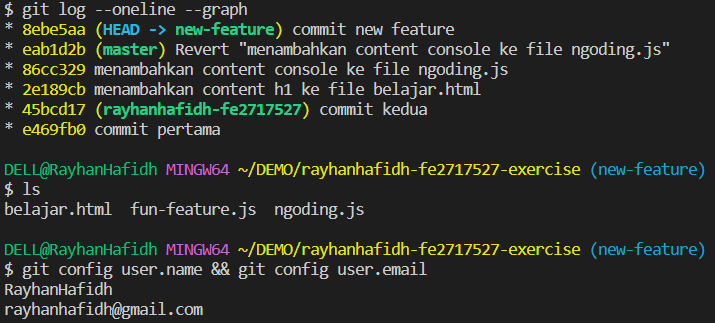 $ git log --oneline --graph
* 8ebe5aa (HEAD -> new-feature) commit new feature
* eab1d2b (master) Revert "menambahkan content console ke file ngoding.js"
* 86cc329 menambahkan content console ke file ngoding.js
* 2e189cb menambahkan content h1 ke file belajar.html
* 45bcd17 (rayhanhafidh-fe2717527) commit kedua
* e469fb0 commit pertama
DELL@RayhanHafidh MINGW64 ~/DEMO/rayhanhafidh-fe2717527-exercise (new-feature)
$ ls
belajar.html  fun-feature.js  ngoding.js
DELL@RayhanHafidh MINGW64 ~/DEMO/rayhanhafidh-fe2717527-exercise (new-feature)
$ git config user.name && git config user.email
RayhanHafidh
rayhanhafidh@gmail.com